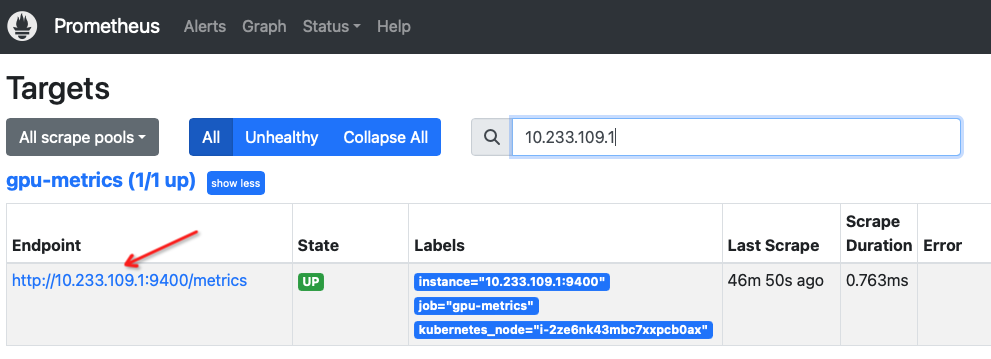 Prometheus Alerts Graph Status Help
Targets
All scrape pools All Unhealthy Collapse All 10.233.109.1
gpu-metrics (1/1 up) show less
Endpoint State Labels Last Scrape Scrape Duration Error
http://10.233.109.1:9400/metrics UP instance="10.233.109.1:9400" 46m 50s ago 0.763ms
job="gpu-metrics"
kubernetes_node="i-2ze6nk43mbc7xxpcb0ax"